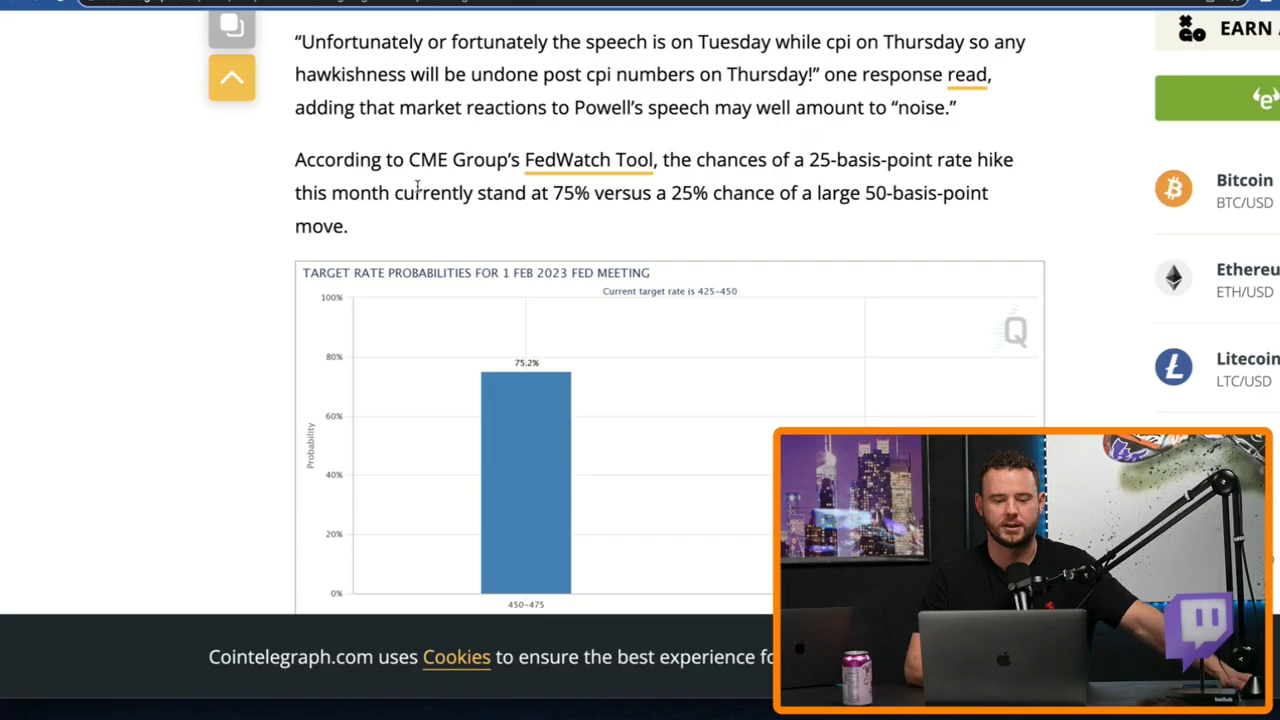 “Unfortunately or fortunately the speech is on Tuesday while cpi on Thursday so any
hawkishness will be undone post cpi numbers on Thursday!” one response read,
adding that market reactions to Powell’s speech may well amount to “noise.”
According to CME Group’s FedWatch Tool, the chances of a 25-basis-point rate hike
this month currently stand at 75% versus a 25% chance of a large 50-basis-point
move.
TARGET RATE PROBABILITIES FOR 1 FEB 2023 FED MEETING
Current target rate is 425–450
100%
80%
60%
40%
20%
0%
Probability
75.2%
450–475
Q
EARN
e
Bitcoin
BTC/USD
Ethereu
ETH/USD
Litecoin
LTC/USD
Cointelegraph.com uses Cookies to ensure the best experience fo